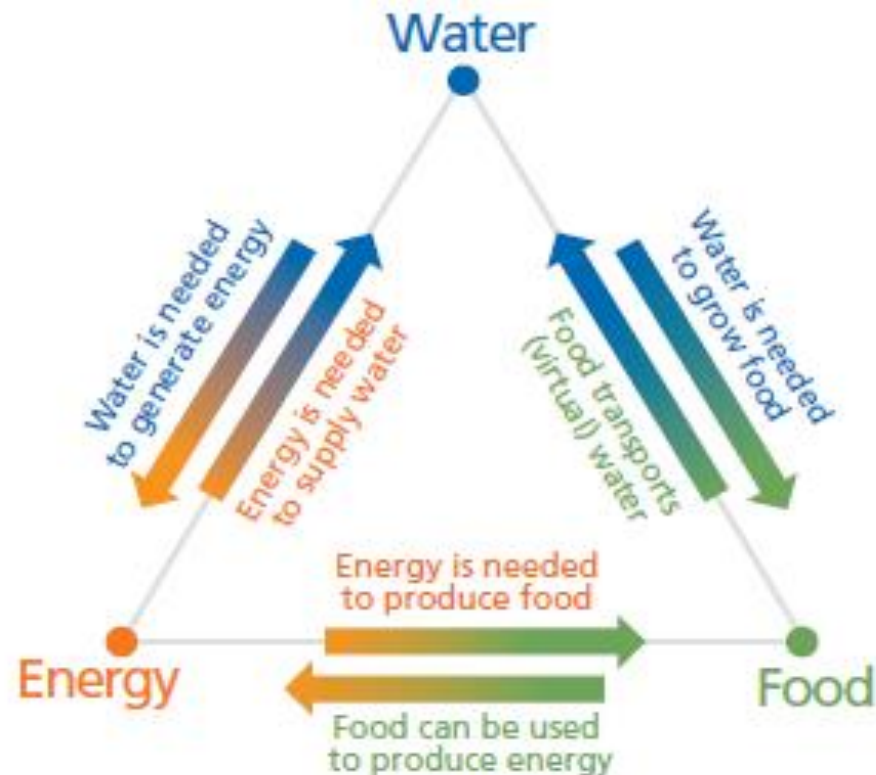 Water
Water is needed
to generate energy
Energy is needed
to supply water
Food transports
(virtual) water
Water is needed
to grow food
Energy is needed
to produce food
Energy
Food
Food can be used
to produce energy